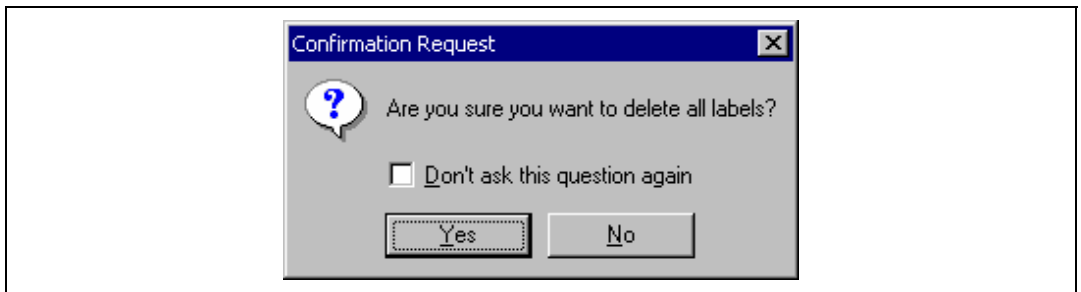 Confirmation Request
Are you sure you want to delete all labels?
Don't ask this question again
Yes
No